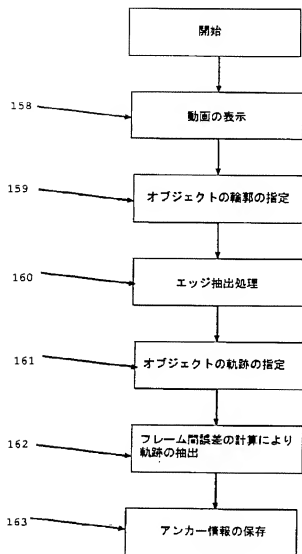 開始
158
動画の表示
159
オブジェクトの輪郭の指定
160
エッジ抽出処理
161
オブジェクトの軌跡の指定
162
フレーム間誤差の計算により
軌跡の抽出
163
アンカー情報の保存